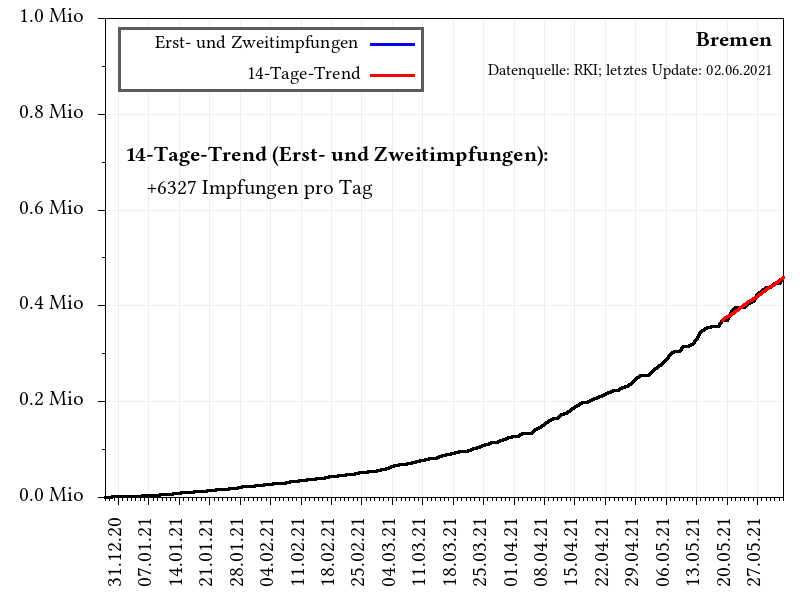 1.0 Mio
0.8 Mio
0.6 Mio
0.4 Mio
0.2 Mio
0.0 Mio
Erst- und Zweitimpfungen
14-Tage-Trend
Bremen
Datenquelle: RKI; letztes Update: 02.06.2021
14-Tage-Trend (Erst- und Zweitimpfungen):
+6327 Impfungen pro Tag
31.12.20
07.01.21
14.01.21
21.01.21
28.01.21
04.02.21
11.02.21
18.02.21
25.02.21
04.03.21
11.03.21
18.03.21
25.03.21
01.04.21
08.04.21
15.04.21
22.04.21
29.04.21
06.05.21
13.05.21
20.05.21
27.05.21